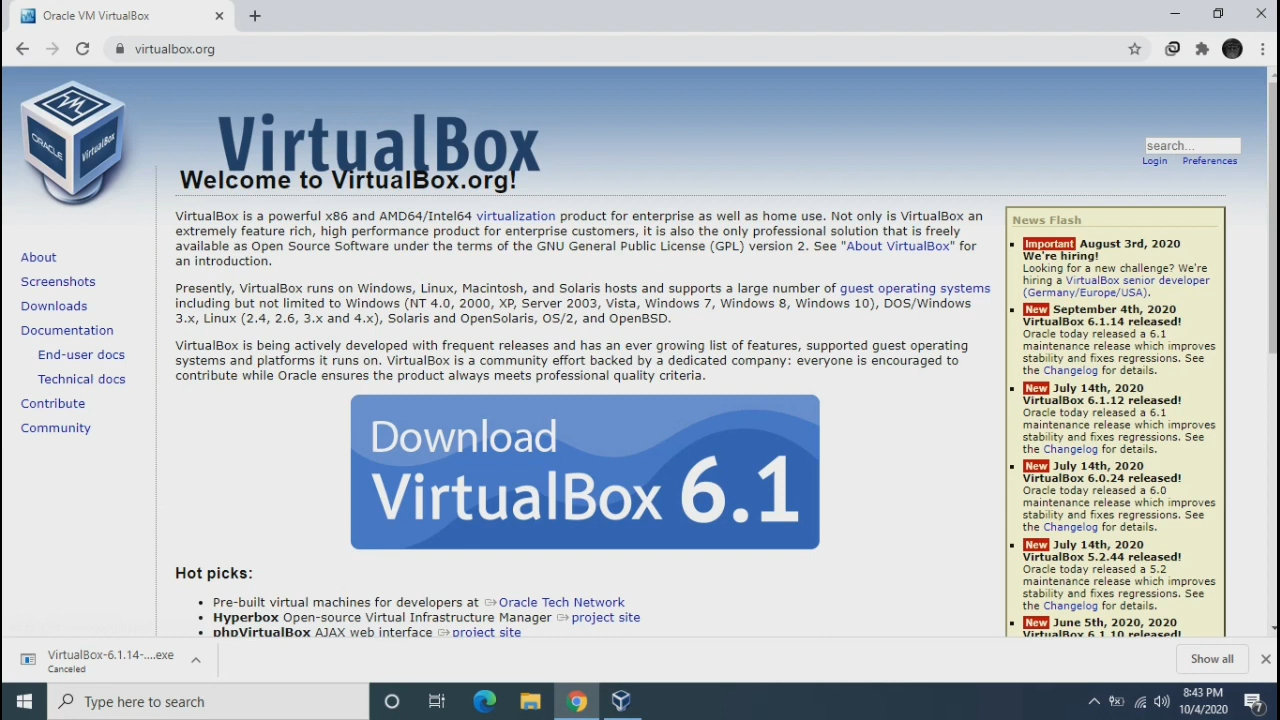 Oracle VM VirtualBox
virtualbox.org
ORACLE
VirtualBox
VirtualBox
search...
Login Preferences
Welcome to VirtualBox.org!
VirtualBox is a powerful x86 and AMD64/Intel64 virtualization product for enterprise as well as home use. Not only is VirtualBox an
extremely feature rich, high performance product for enterprise customers, it is also the only professional solution that is freely
available as Open Source Software under the terms of the GNU General Public License (GPL) version 2. See "About VirtualBox" for
an introduction.
Presently, VirtualBox runs on Windows, Linux, Macintosh, and Solaris hosts and supports a large number of guest operating systems
including but not limited to Windows (NT 4.0, 2000, XP, Server 2003, Vista, Windows 7, Windows 8, Windows 10), DOS/Windows
3.x, Linux (2.4, 2.6, 3.x and 4.x), Solaris and OpenSolaris, OS/2, and OpenBSD.
VirtualBox is being actively developed with frequent releases and has an ever growing list of features, supported guest operating
systems and platforms it runs on. VirtualBox is a community effort backed by a dedicated company: everyone is encouraged to
contribute while Oracle ensures the product always meets professional quality criteria.
About
Screenshots
Downloads
Documentation
End-user docs
Technical docs
Contribute
Community
Download
VirtualBox 6.1
Hot picks:
Pre-built virtual machines for developers at Oracle Tech Network
Hyperbox Open-source Virtual Infrastructure Manager project site
phpVirtualBox AJAX web interface project site
News Flash
Important August 3rd, 2020
We're hiring!
Looking for a new challenge? We're
hiring a VirtualBox senior developer
(Germany/Europe/USA).
New September 4th, 2020
VirtualBox 6.1.14 released!
Oracle today released a 6.1
maintenance release which improves
stability and fixes regressions. See
the Changelog for details.
New July 14th, 2020
VirtualBox 6.1.12 released!
Oracle today released a 6.1
maintenance release which improves
stability and fixes regressions. See
the Changelog for details.
New July 14th, 2020
VirtualBox 6.0.24 released!
Oracle today released a 6.0
maintenance release which improves
stability and fixes regressions. See
the Changelog for details.
New July 14th, 2020
VirtualBox 5.2.44 released!
Oracle today released a 5.2
maintenance release which improves
stability and fixes regressions. See
the Changelog for details.
New June 5th, 2020, 2020
VirtualBox 6.1.10 released!
VirtualBox-6.1.14-....exe
Canceled
Show all
Type here to search
8:43 PM
10/4/2020
7